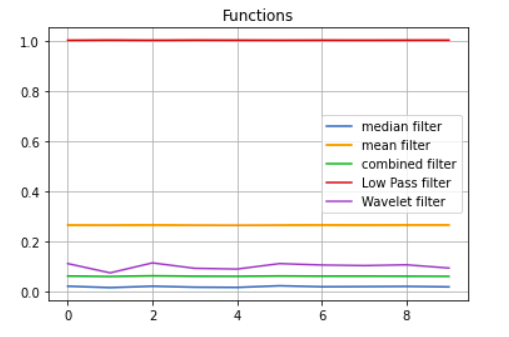 Functions
1.0
0.8
0.6
0.4
0.2
0.0
median filter
mean filter
combined filter
Low Pass filter
Wavelet filter
0 2 4 6 8